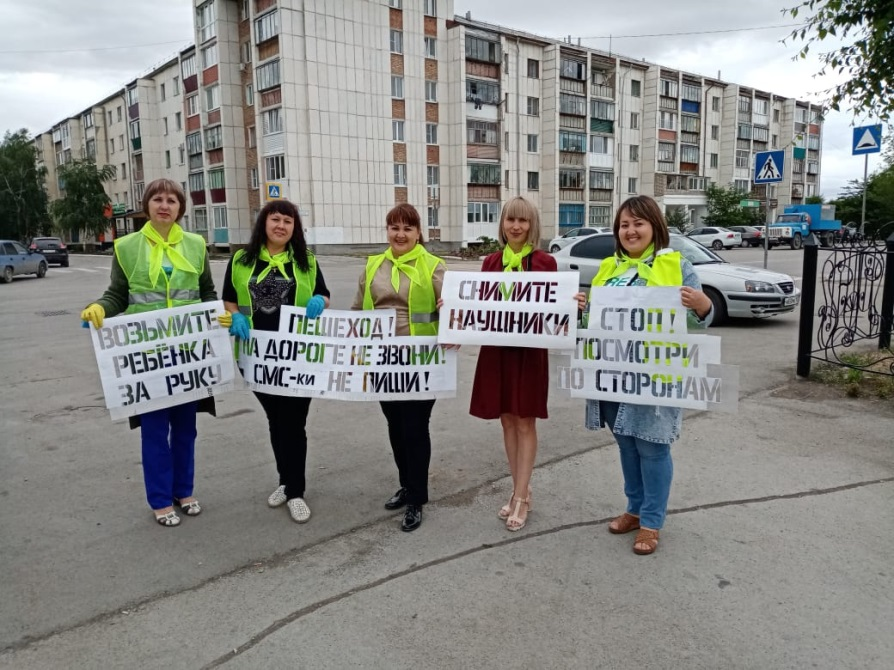 ВОЗЬМИТЕ
РЕБЁНКА
ЗА РУКУ
ПЕШЕХОД!
НА ДОРОГЕ НЕ ЗВОНИ!
СМС-ки НЕ ПИШИ!
СНИМИТЕ
НАУШНИКИ
СТОП!
ПОСМОТРИ
ПО СТОРОНАМ